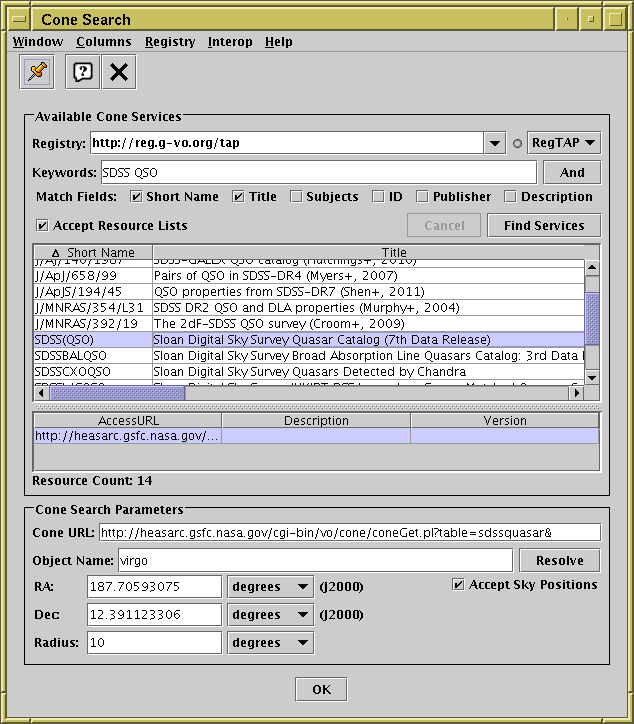 Cone Search
Window Columns Registry Interop Help
Available Cone Services
Registry: http://reg.g-vo.org/tap RegTAP
Keywords: SDSS QSO And
Match Fields: Short Name Title Subjects ID Publisher Description
Accept Resource Lists Cancel Find Services
Short Name Title
J/AJ/140/1987 SDSS-GALEX QSO catalog (Hutchings+, 2010)
J/ApJ/658/99 Pairs of QSO in SDSS-DR4 (Myers+, 2007)
J/ApJS/194/45 QSO properties from SDSS-DR7 (Shen+, 2011)
J/MNRAS/354/L31 SDSS DR2 QSO and DLA properties (Murphy+, 2004)
J/MNRAS/392/19 The 2dF-SDSS QSO survey (Croom+, 2009)
SDSS(QSO) Sloan Digital Sky Survey Quasar Catalog (7th Data Release)
SDSSBALQSO Sloan Digital Sky Survey Broad Absorption Line Quasars Catalog: 3rd Data
SDSSCXOQSO Sloan Digital Sky Survey Quasars Detected by Chandra
AccessURL Description Version
http://heasarc.gsfc.nasa.gov/...
Resource Count: 14
Cone Search Parameters
Cone URL: http://heasarc.gsfc.nasa.gov/cgi-bin/vo/cone/coneGet.pl?table=sdssquasar&
Object Name: virgo Resolve
RA: 187.70593075 degrees (J2000) Accept Sky Positions
Dec: 12.391123306 degrees (J2000)
Radius: 10 degrees
OK